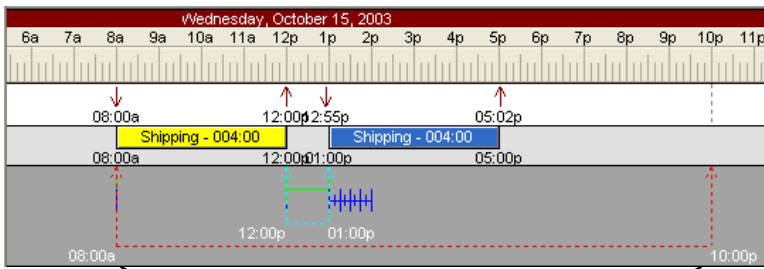 Wednesday, October 15, 2003
6a 7a 8a 9a 10a 11a 12p 1p 2p 3p 4p 5p 6p 7p 8p 9p 10p 11p
08:00a 12:00p 12:55p 05:02p
Shipping - 004:00 Shipping - 004:00
08:00a 12:00p 01:00p 05:00p
12:00p 01:00p
08:00a 10:00p